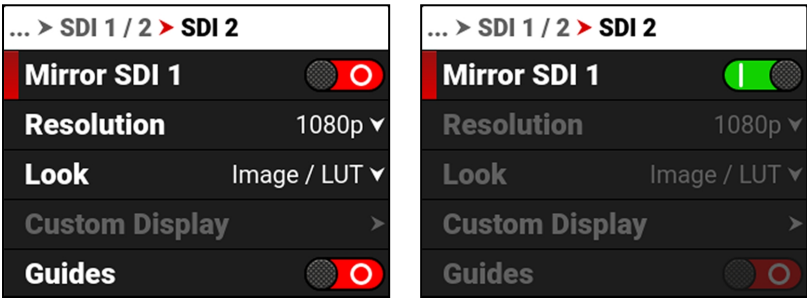 ... ➤ SDI 1 / 2 ➤ SDI 2
Mirror SDI 1
Resolution 1080p
Look Image / LUT
Custom Display
Guides
... ➤ SDI 1 / 2 ➤ SDI 2
Mirror SDI 1
Resolution 1080p
Look Image / LUT
Custom Display
Guides